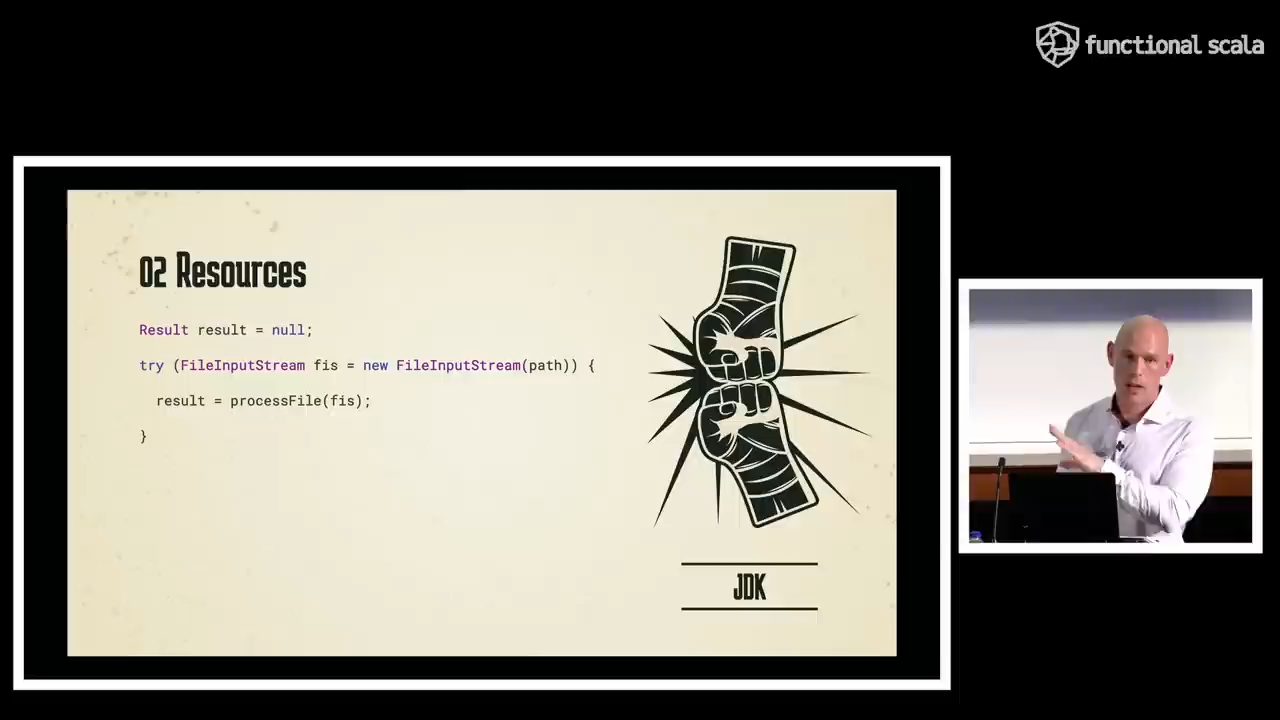 functional scala
02 Resources
Result result = null;
try (FileInputStream fis = new FileInputStream(path)) {
result = processFile(fis);
}
JDK